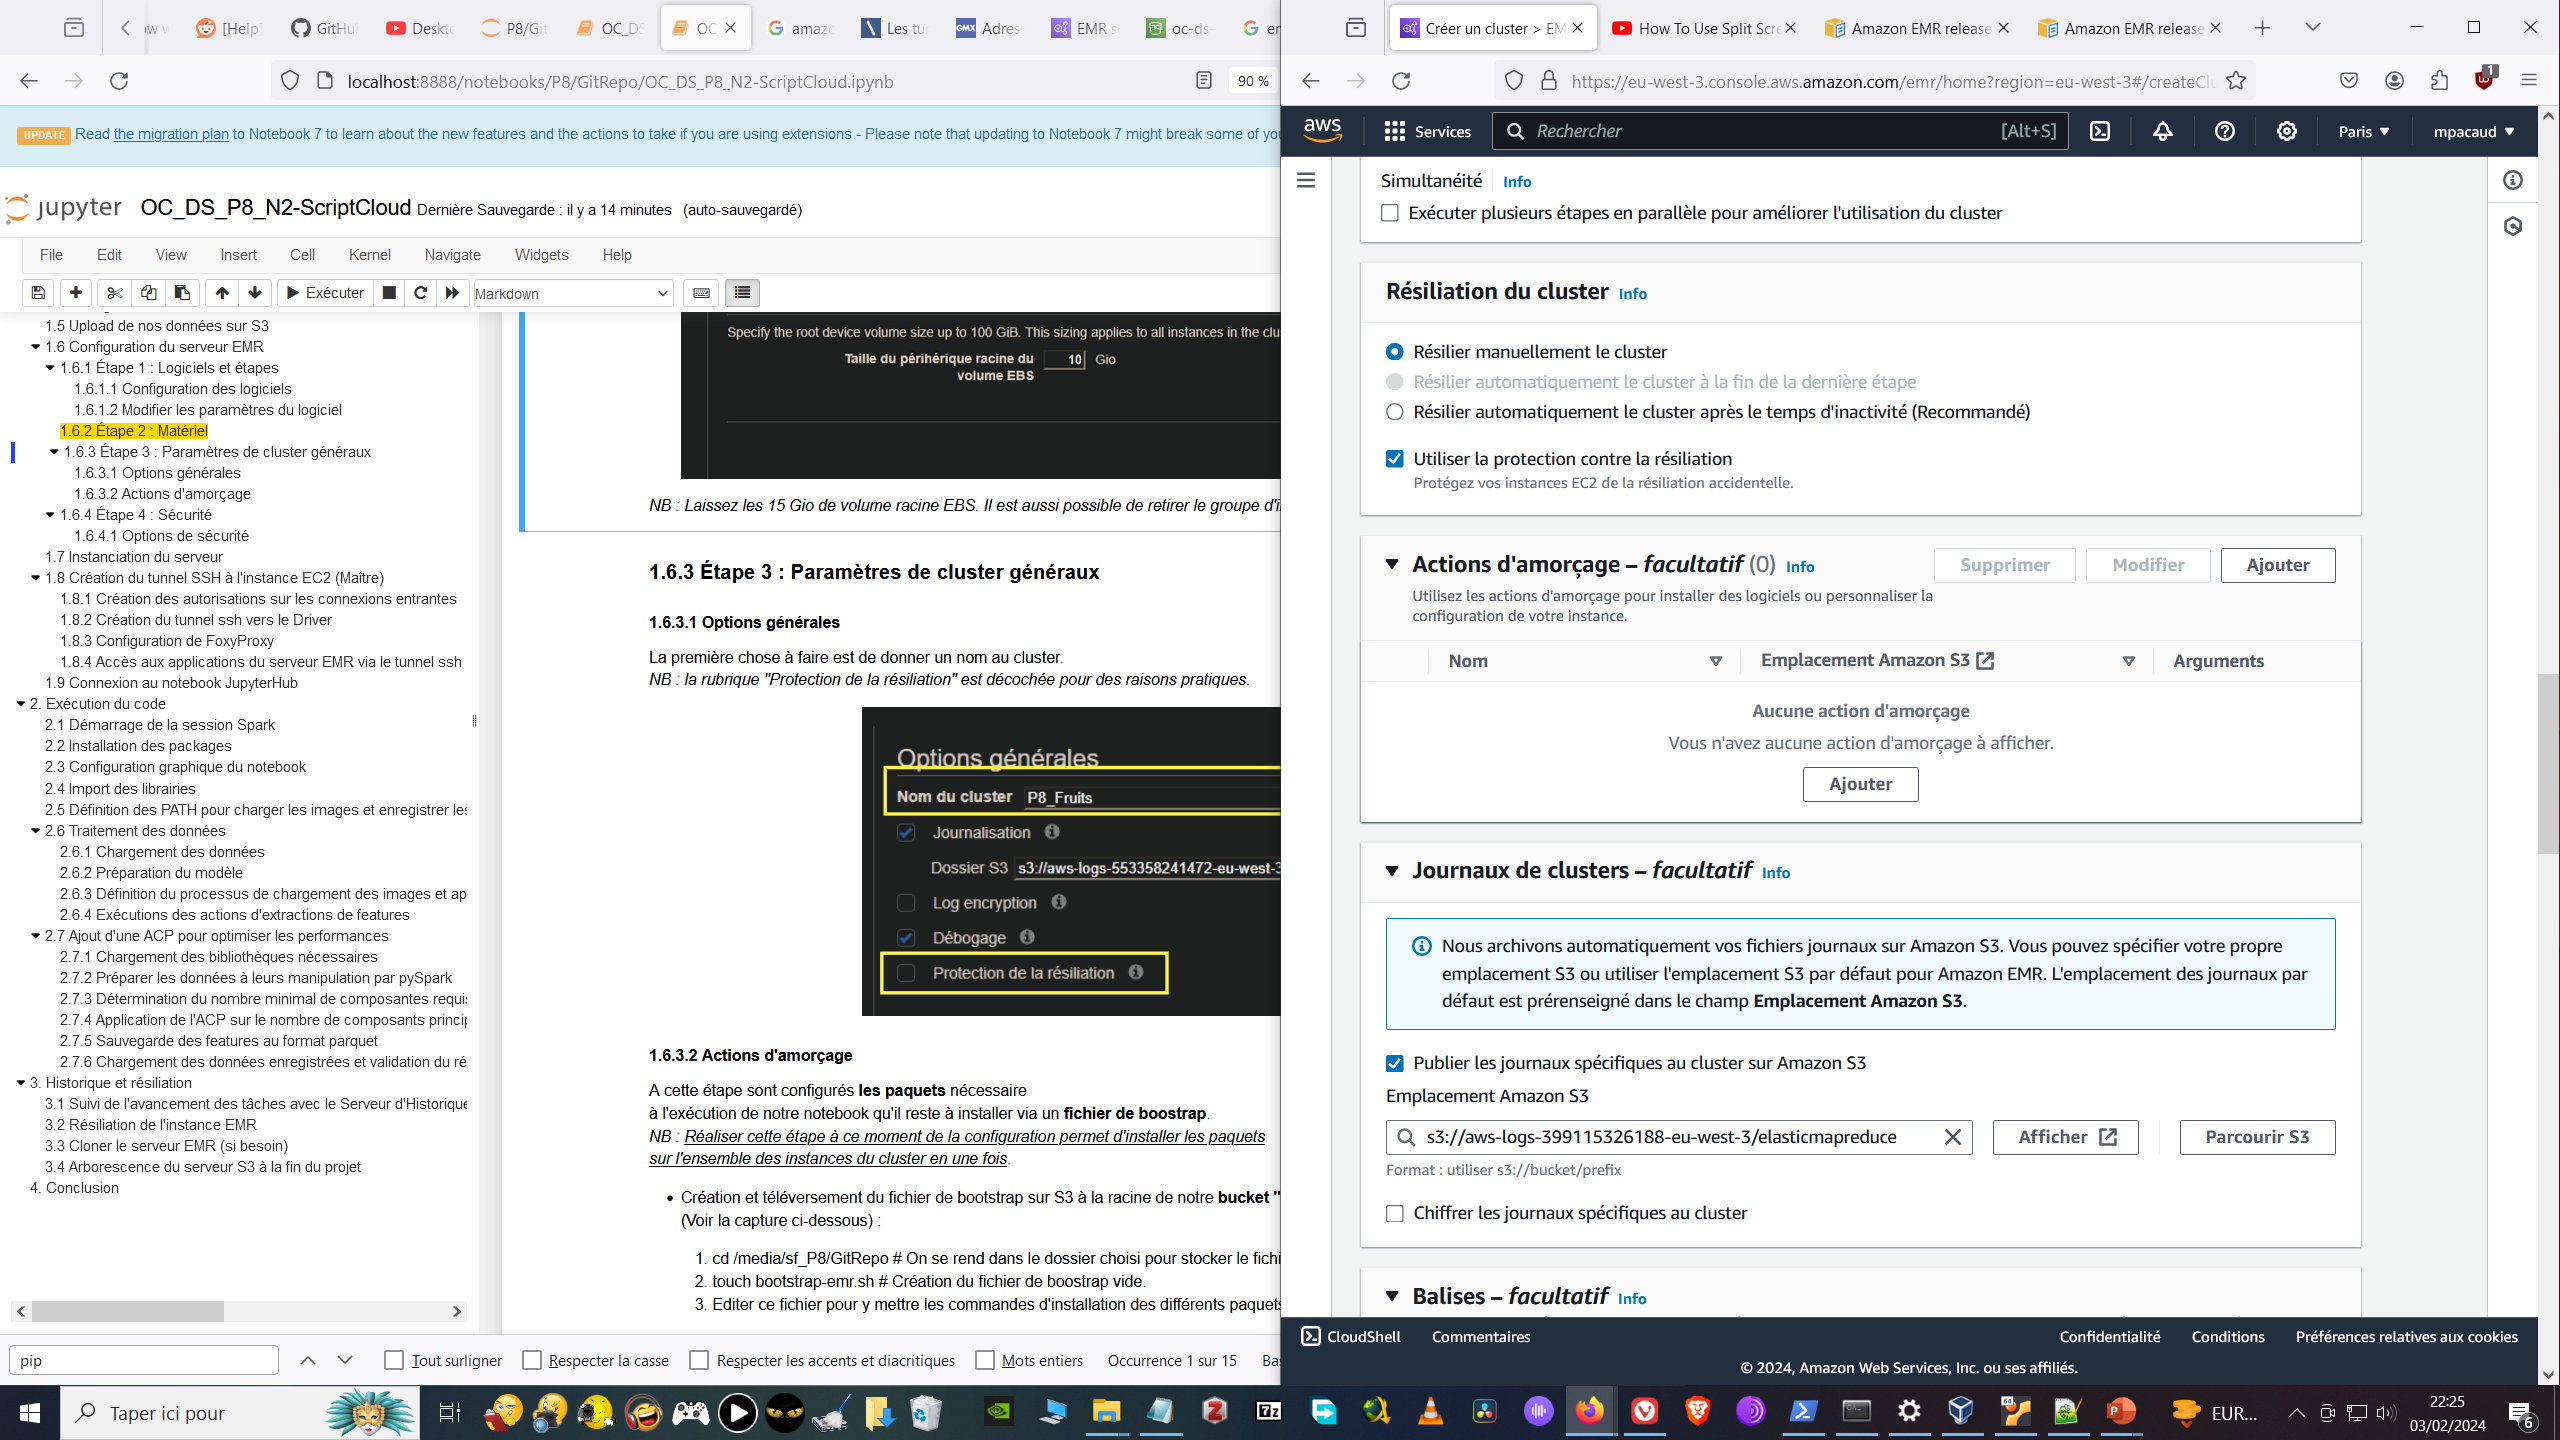 ow w
[Help]
GitHub
Deskto
P8/Git
OC_DS
OC_
amazo
Les tu
GMX
Adres
EMR s
oc-ds-
er
localhost:8888/notebooks/P8/GitRepo/OC_DS_P8_N2-ScriptCloud.ipynb
90 %
UPDATE Read the migration plan to Notebook 7 to learn about the new features and the actions to take if you are using extensions - Please note that updating to Notebook 7 might break some of you
jupyter OC_DS_P8_N2-ScriptCloud Dernière Sauvegarde : il y a 14 minutes (auto-sauvegardé)
File Edit View Insert Cell Kernel Navigate Widgets Help
Exécuter
Markdown
1.5 Upload de nos données sur S3
1.6 Configuration du serveur EMR
1.6.1 Étape 1 : Logiciels et étapes
1.6.1.1 Configuration des logiciels
1.6.1.2 Modifier les paramètres du logiciel
1.6.2 Étape 2 : Matériel
1.6.3 Étape 3 : Paramètres de cluster généraux
1.6.3.1 Options générales
1.6.3.2 Actions d'amorçage
1.6.4 Étape 4 : Sécurité
1.6.4.1 Options de sécurité
1.7 Instanciation du serveur
1.8 Création du tunnel SSH à l'instance EC2 (Maître)
1.8.1 Création des autorisations sur les connexions entrantes
1.8.2 Création du tunnel ssh vers le Driver
1.8.3 Configuration de FoxyProxy
1.8.4 Accès aux applications du serveur EMR via le tunnel ssh
1.9 Connexion au notebook JupyterHub
2. Exécution du code
2.1 Démarrage de la session Spark
2.2 Installation des packages
2.3 Configuration graphique du notebook
2.4 Import des librairies
2.5 Définition des PATH pour charger les images et enregistrer les
2.6 Traitement des données
2.6.1 Chargement des données
2.6.2 Préparation du modèle
2.6.3 Définition du processus de chargement des images et ap
2.6.4 Exécutions des actions d'extractions de features
2.7 Ajout d'une ACP pour optimiser les performances
2.7.1 Chargement des bibliothèques nécessaires
2.7.2 Préparer les données à leurs manipulation par pySpark
2.7.3 Détermination du nombre minimal de composantes requis
2.7.4 Application de l'ACP sur le nombre de composants princip
2.7.5 Sauvegarde des features au format parquet
2.7.6 Chargement des données enregistrées et validation du ré
3. Historique et résiliation
3.1 Suivi de l'avancement des tâches avec le Serveur d'Historique
3.2 Résiliation de l'instance EMR
3.3 Cloner le serveur EMR (si besoin)
3.4 Arborescence du serveur S3 à la fin du projet
4. Conclusion
Specify the root device volume size up to 100 GiB. This sizing applies to all instances in the clu
Taille du périhérique racine du
volume EBS
10 Gio
NB : Laissez les 15 Gio de volume racine EBS. Il est aussi possible de retirer le groupe d'i
1.6.3 Étape 3 : Paramètres de cluster généraux
1.6.3.1 Options générales
La première chose à faire est de donner un nom au cluster.
NB : la rubrique "Protection de la résiliation" est décochée pour des raisons pratiques.
Options générales
Nom du cluster P8_Fruits
Journalisation
Dossier S3 s3://aws-logs-553358241472-eu-west-3
Log encryption
Débogage
Protection de la résiliation
1.6.3.2 Actions d'amorçage
A cette étape sont configurés les paquets nécessaire
à l'exécution de notre notebook qu'il reste à installer via un fichier de boostrap.
NB : Réaliser cette étape à ce moment de la configuration permet d'installer les paquets
sur l'ensemble des instances du cluster en une fois.
Création et téléversement du fichier de bootstrap sur S3 à la racine de notre bucket "
(Voir la capture ci-dessous) :
1. cd /media/sf_P8/GitRepo # On se rend dans le dossier choisi pour stocker le fichi
2. touch bootstrap-emr.sh # Création du fichier de boostrap vide.
3. Editer ce fichier pour y mettre les commandes d'installation des différents paquets
pip
Tout surligner
Respecter la casse
Respecter les accents et diacritiques
Mots entiers
Occurrence 1 sur 15
Bas
Créer un cluster > EM
How To Use Split Scre
Amazon EMR release
Amazon EMR release
https://eu-west-3.console.aws.amazon.com/emr/home?region=eu-west-3#/createCl
1
aws
Services
Rechercher
[Alt+S]
Paris
mpacaud
Simultanéité Info
Exécuter plusieurs étapes en parallèle pour améliorer l'utilisation du cluster
Résiliation du cluster Info
Résilier manuellement le cluster
Résilier automatiquement le cluster à la fin de la dernière étape
Résilier automatiquement le cluster après le temps d'inactivité (Recommandé)
Utiliser la protection contre la résiliation
Protégez vos instances EC2 de la résiliation accidentelle.
Actions d'amorçage – facultatif (0) Info
Supprimer
Modifier
Ajouter
Utilisez les actions d'amorçage pour installer des logiciels ou personnaliser la
configuration de votre instance.
Nom
Emplacement Amazon S3
Arguments
Aucune action d'amorçage
Vous n'avez aucune action d'amorçage à afficher.
Ajouter
Journaux de clusters – facultatif Info
Nous archivons automatiquement vos fichiers journaux sur Amazon S3. Vous pouvez spécifier votre propre
emplacement S3 ou utiliser l'emplacement S3 par défaut pour Amazon EMR. L'emplacement des journaux par
défaut est prérenseigné dans le champ Emplacement Amazon S3.
Publier les journaux spécifiques au cluster sur Amazon S3
Emplacement Amazon S3
s3://aws-logs-399115326188-eu-west-3/elasticmapreduce
Afficher
Parcourir S3
Format : utiliser s3://bucket/prefix
Chiffrer les journaux spécifiques au cluster
Balises – facultatif Info
CloudShell
Commentaires
Confidentialité
Conditions
Préférences relatives aux cookies
© 2024, Amazon Web Services, Inc. ou ses affiliés.
Taper ici pour
7z
EUR...
22:25
03/02/2024
6